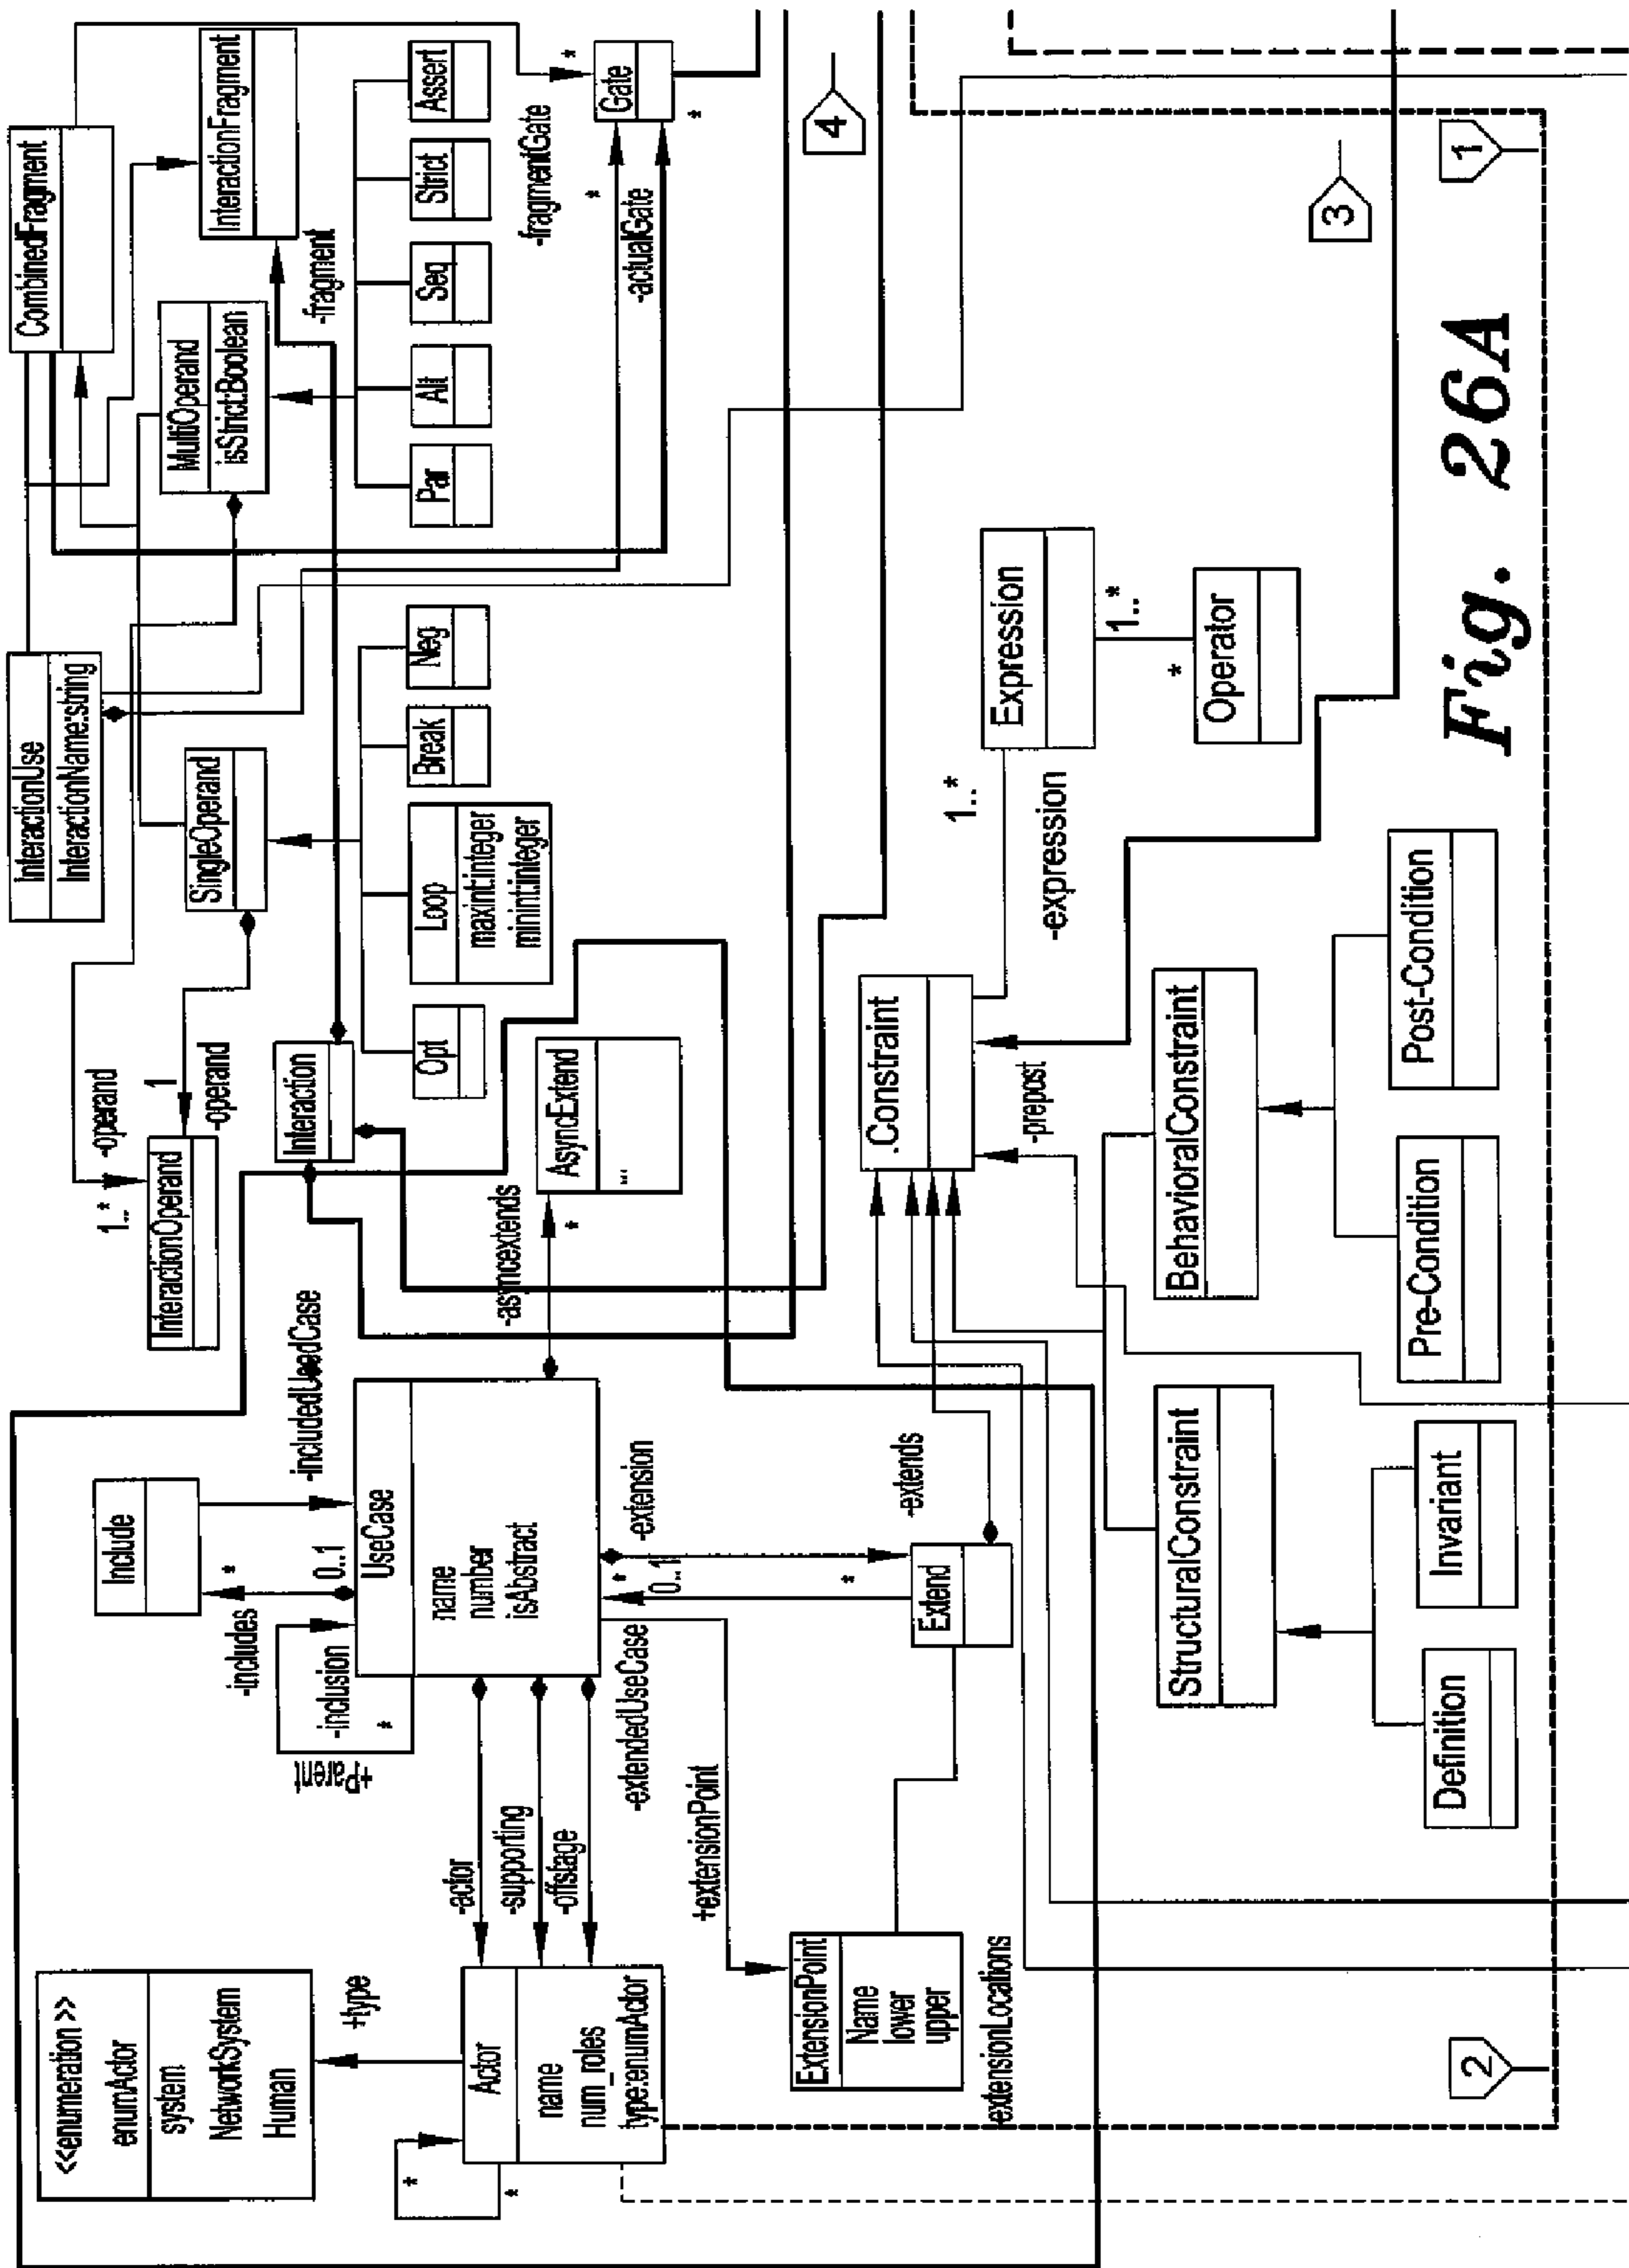 <<enumeration >>
enumActor
system
NetworkSystem
Human
+type
Actor
name
num_roles
type:enumActor
*
*
-actor
-supporting
-offstage
-extendedUseCase
+extensionPoint
ExtensionPoint
Name
lower
upper
-extensionLocations
Include
-includes
*
0..1
-includedUsedCase
+Parent
-inclusion
*
UseCase
name
number
isAbstract
-extension
*
0..1
*
Extend
-extends
-asyncextends
*
AsyncExtend
...
InteractionOperand
1..*
-operand
1
-operand
Interaction
InteractionUse
InteractionName:string
SingleOperand
Opt
Loop
maxint:integer
minint:integer
Break
Neg
CombinedFragment
MultiOperand
isStrict:Boolean
InteractionFragment
-fragment
Par
Alt
Seq
Strict
Assert
-fragmentGate
*
*
-actualGate
Gate
*
4
.Constraint
-prepost
-expression
1..*
Expression
1..*
*
Operator
3
StructuralConstraint
BehavioralConstraint
Definition
Invariant
Pre-Condition
Post-Condition
2
1
Fig. 26A